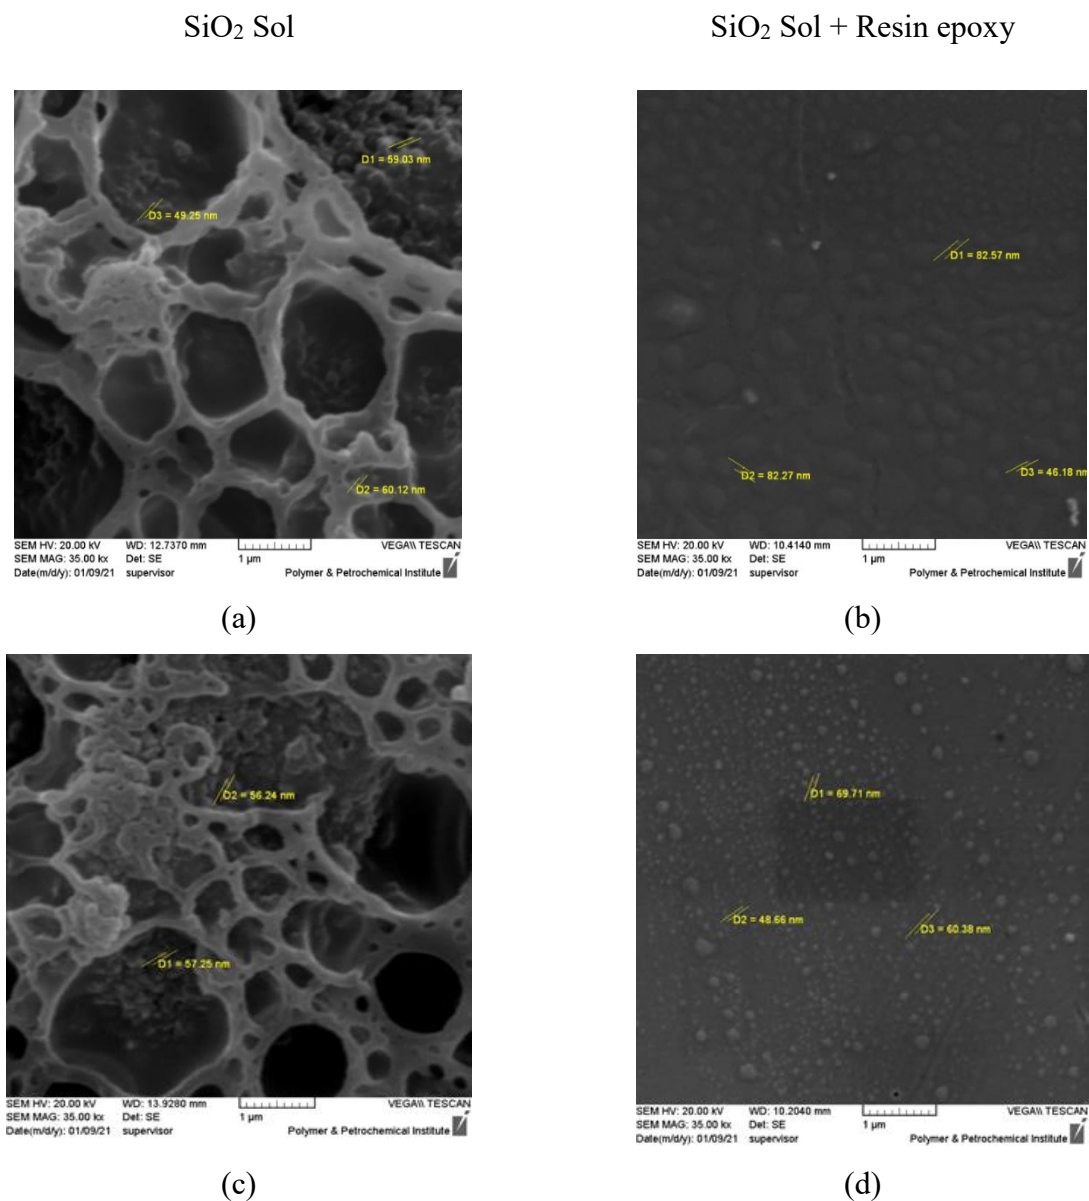 SiO₂ Sol
SiO₂ Sol + Resin epoxy
D1 = 59.03 nm
D3 = 49.25 nm
D2 = 60.12 nm
SEM HV: 20.00 kV WD: 12.7370 mm VEGA\\ TESCAN
SEM MAG: 35.00 kx Det: SE 1 µm
Date(m/d/y): 01/09/21 supervisor Polymer & Petrochemical Institute
(a)
D1 = 82.57 nm
D2 = 82.27 nm
D3 = 46.18 nm
SEM HV: 20.00 kV WD: 10.4140 mm VEGA\\ TESCAN
SEM MAG: 35.00 kx Det: SE 1 µm
Date(m/d/y): 01/09/21 supervisor Polymer & Petrochemical Institute
(b)
D2 = 56.24 nm
D1 = 57.25 nm
SEM HV: 20.00 kV WD: 13.9280 mm VEGA\\ TESCAN
SEM MAG: 35.00 kx Det: SE 1 µm
Date(m/d/y): 01/09/21 supervisor Polymer & Petrochemical Institute
(c)
D1 = 69.71 nm
D2 = 48.66 nm
D3 = 60.38 nm
SEM HV: 20.00 kV WD: 10.2040 mm VEGA\\ TESCAN
SEM MAG: 35.00 kx Det: SE 1 µm
Date(m/d/y): 01/09/21 supervisor Polymer & Petrochemical Institute
(d)